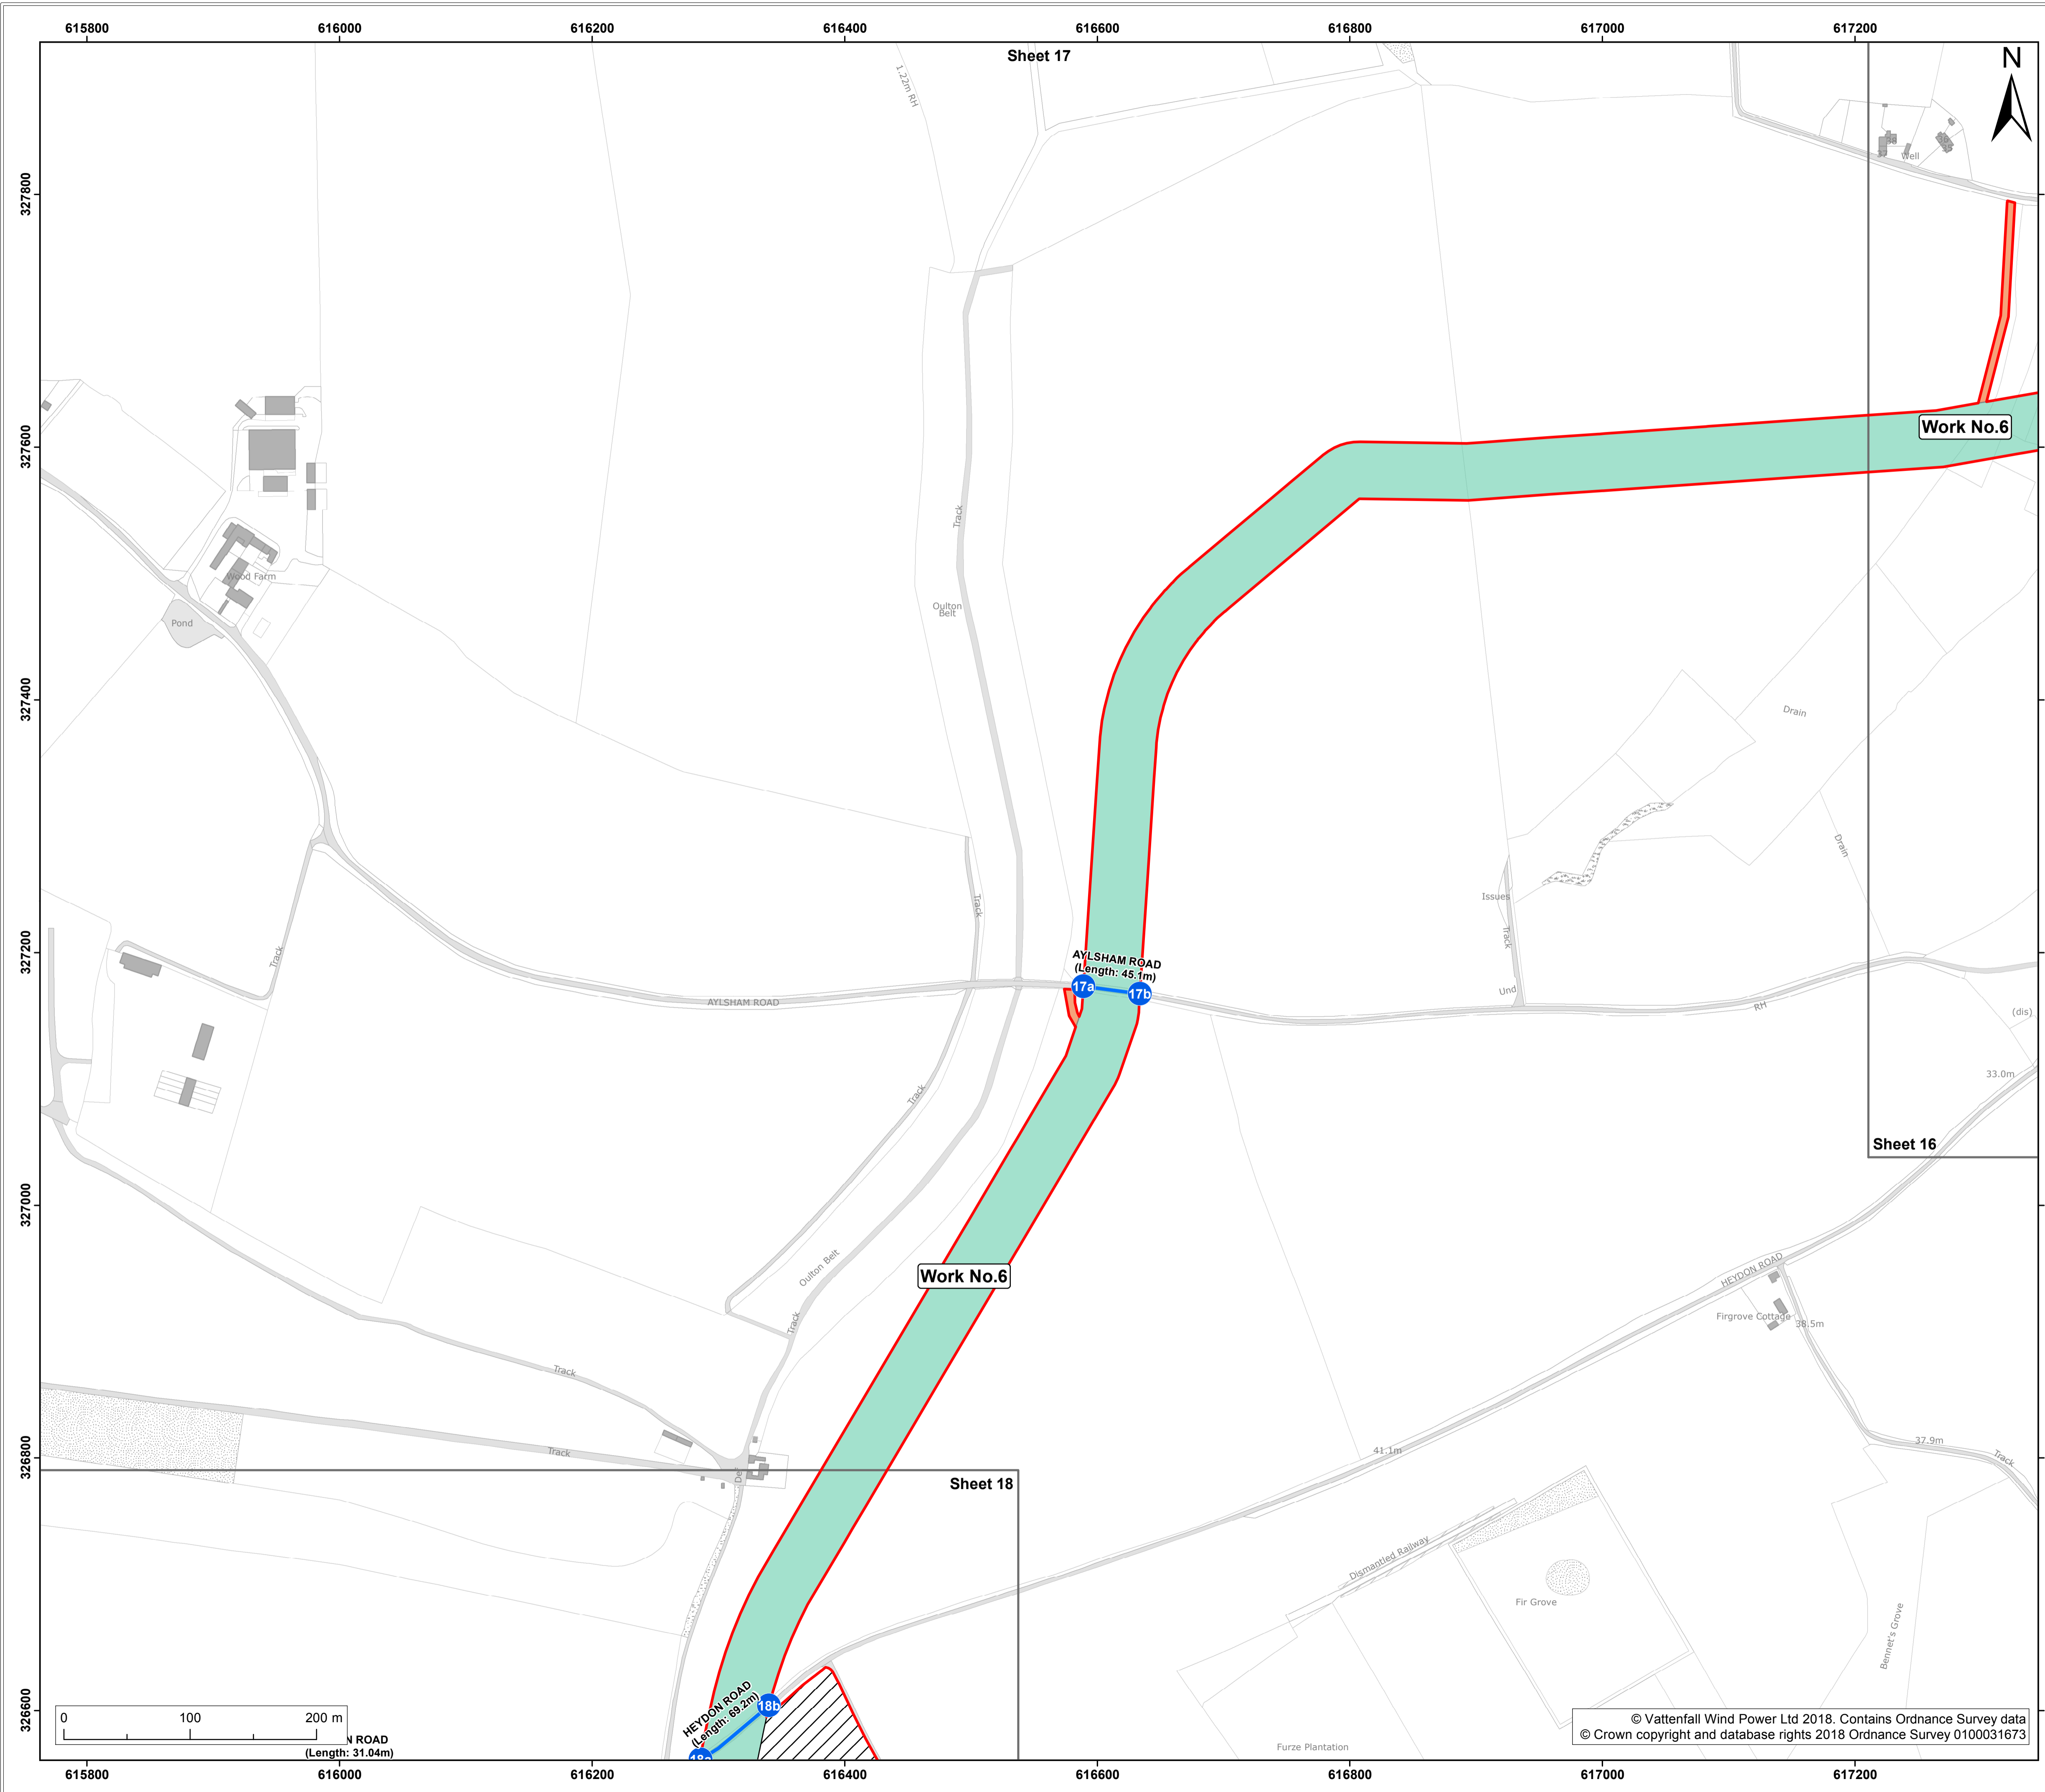 615800 616000 616200 616400 616600 616800 617000 617200
Sheet 17
N
1.22m RH
Well
327800
Work No.6
327600
Track
Wood Farm
Pond
Oulton
Belt
327400
Drain
Drain
Issues
Track
Track
Track
327200
AYLSHAM ROAD
(Length: 45.1m)
17a
17b
AYLSHAM ROAD
Und
RH
(dis)
33.0m
Track
Sheet 16
327000
Oulton Belt
Work No.6
HEYDON ROAD
Firgrove Cottage
38.5m
Track
Track
41.1m
37.9m
Track
Track
326800
Def
Sheet 18
Dismantled Railway
Fir Grove
Bennet's Grove
HEYDON ROAD
(Length: 69.2m)
18b
18a
326600
0 100 200 m
N ROAD
(Length: 31.04m)
Furze Plantation
© Vattenfall Wind Power Ltd 2018. Contains Ordnance Survey data
© Crown copyright and database rights 2018 Ordnance Survey 0100031673
615800 616000 616200 616400 616600 616800 617000 617200